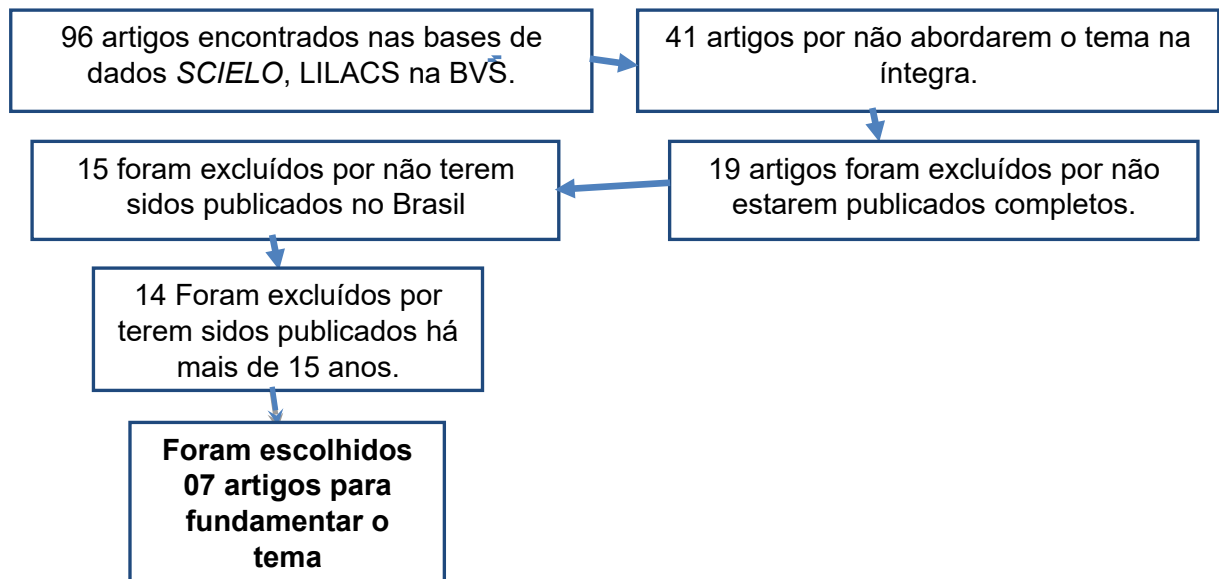 96 artigos encontrados nas bases de
dados SCIELO, LILACS na BVS.
41 artigos por não abordarem o tema na
íntegra.
19 artigos foram excluídos por não
estarem publicados completos.
15 foram excluídos por não terem
sidos publicados no Brasil
14 Foram excluídos por
terem sidos publicados há
mais de 15 anos.
Foram escolhidos
07 artigos para
fundamentar o
tema